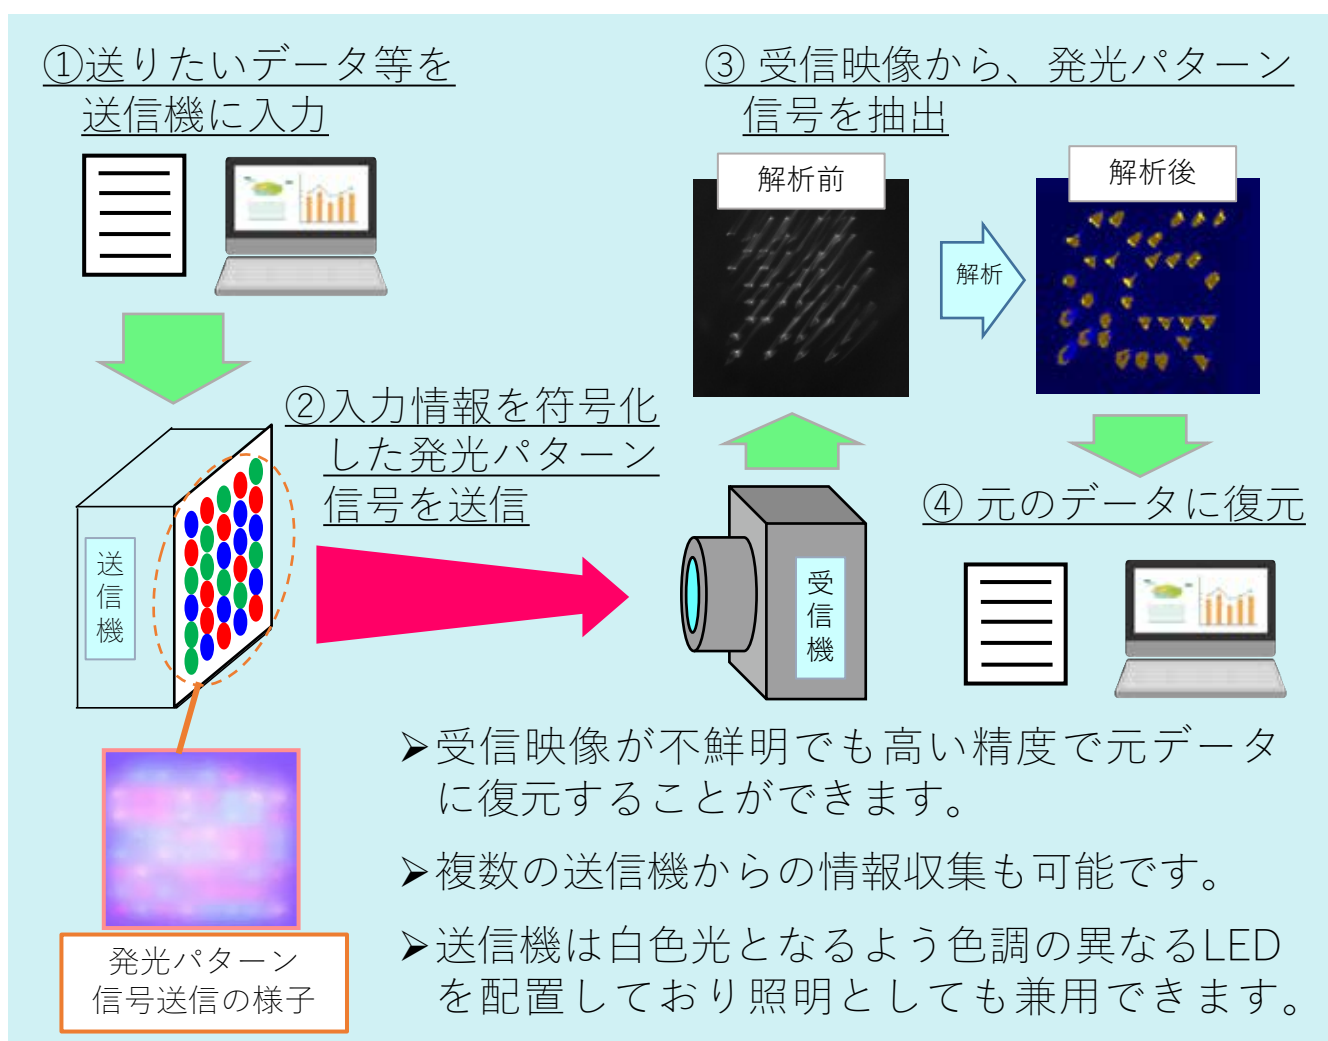 ①送りたいデータ等を
送信機に入力
③ 受信映像から、発光パターン
信号を抽出
解析前
解析後
解析
②入力情報を符号化
した発光パターン
信号を送信
④ 元のデータに復元
送信機
受信機
➢受信映像が不鮮明でも高い精度で元データ
に復元することができます。
➢複数の送信機からの情報収集も可能です。
➢送信機は白色光となるよう色調の異なるLED
を配置しており照明としても兼用できます。
発光パターン
信号送信の様子